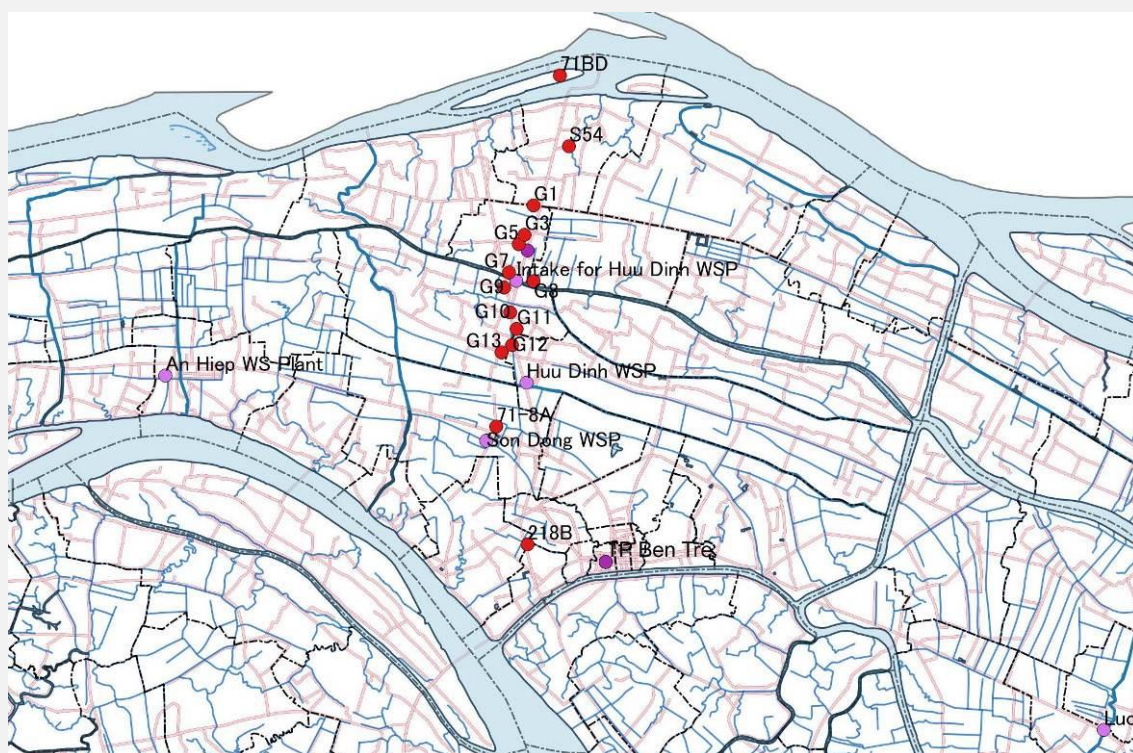 71BD
S54
G1
G3
G5
G7
Intake for Huu Dinh WSP
G9
G8
G10
G11
G13
G12
An Hiep WS Plant
Huu Dinh WSP
71-8A
Son Dong WSP
218B
TP Ben Tre
Luc